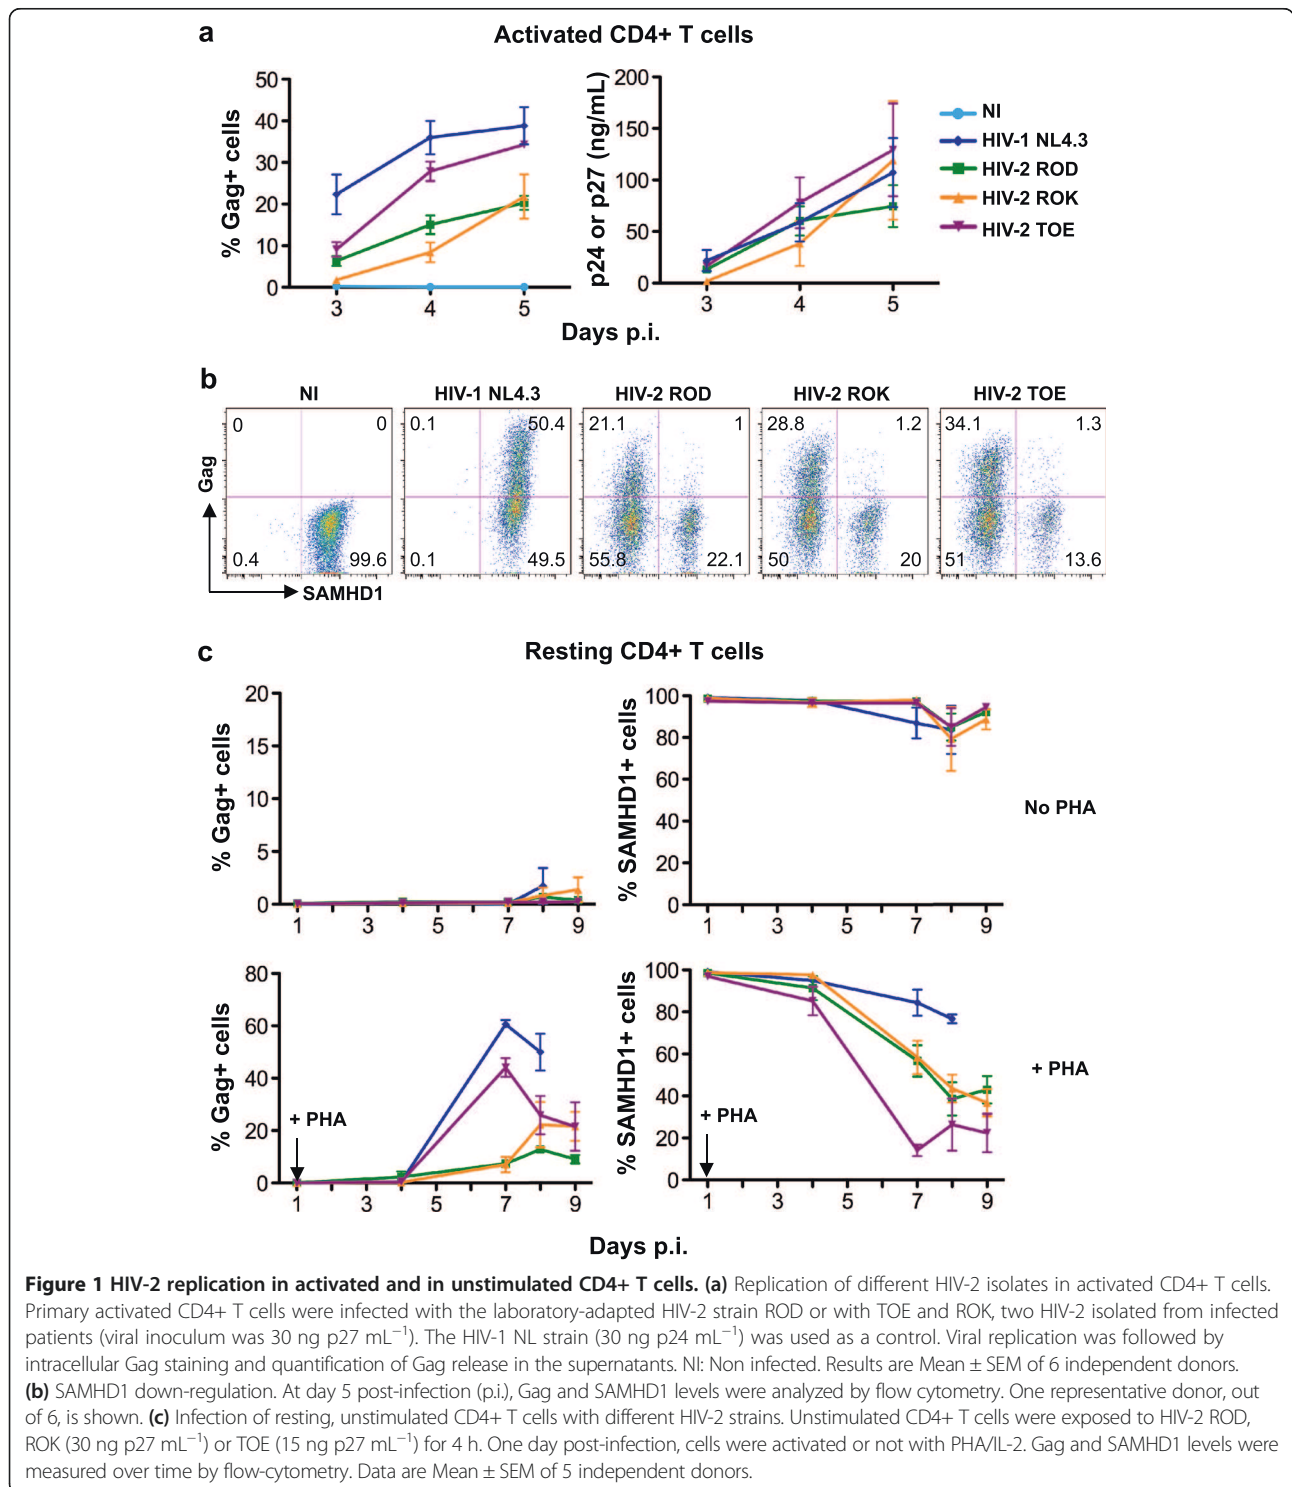 a
Activated CD4+ T cells
% Gag+ cells
50
40
30
20
10
0
3
4
5
p24 or p27 (ng/mL)
200
150
100
50
0
3
4
5
NI
HIV-1 NL4.3
HIV-2 ROD
HIV-2 ROK
HIV-2 TOE
Days p.i.
b
NI
HIV-1 NL4.3
HIV-2 ROD
HIV-2 ROK
HIV-2 TOE
0 0
0.4 99.6
0.1 50.4
0.1 49.5
21.1 1
55.8 22.1
28.8 1.2
50 20
34.1 1.3
51 13.6
Gag
SAMHD1
c
Resting CD4+ T cells
% Gag+ cells
20
15
10
5
0
1 3 5 7 9
% SAMHD1+ cells
100
80
60
40
20
0
1 3 5 7 9
No PHA
% Gag+ cells
80
60
40
20
0
+ PHA
1 3 5 7 9
% SAMHD1+ cells
100
80
60
40
20
0
+ PHA
1 3 5 7 9
+ PHA
Days p.i.
Figure 1 HIV-2 replication in activated and in unstimulated CD4+ T cells. (a) Replication of different HIV-2 isolates in activated CD4+ T cells.
Primary activated CD4+ T cells were infected with the laboratory-adapted HIV-2 strain ROD or with TOE and ROK, two HIV-2 isolated from infected
patients (viral inoculum was 30 ng p27 mL⁻¹). The HIV-1 NL strain (30 ng p24 mL⁻¹) was used as a control. Viral replication was followed by
intracellular Gag staining and quantification of Gag release in the supernatants. NI: Non infected. Results are Mean ± SEM of 6 independent donors.
(b) SAMHD1 down-regulation. At day 5 post-infection (p.i.), Gag and SAMHD1 levels were analyzed by flow cytometry. One representative donor, out
of 6, is shown. (c) Infection of resting, unstimulated CD4+ T cells with different HIV-2 strains. Unstimulated CD4+ T cells were exposed to HIV-2 ROD,
ROK (30 ng p27 mL⁻¹) or TOE (15 ng p27 mL⁻¹) for 4 h. One day post-infection, cells were activated or not with PHA/IL-2. Gag and SAMHD1 levels were
measured over time by flow-cytometry. Data are Mean ± SEM of 5 independent donors.